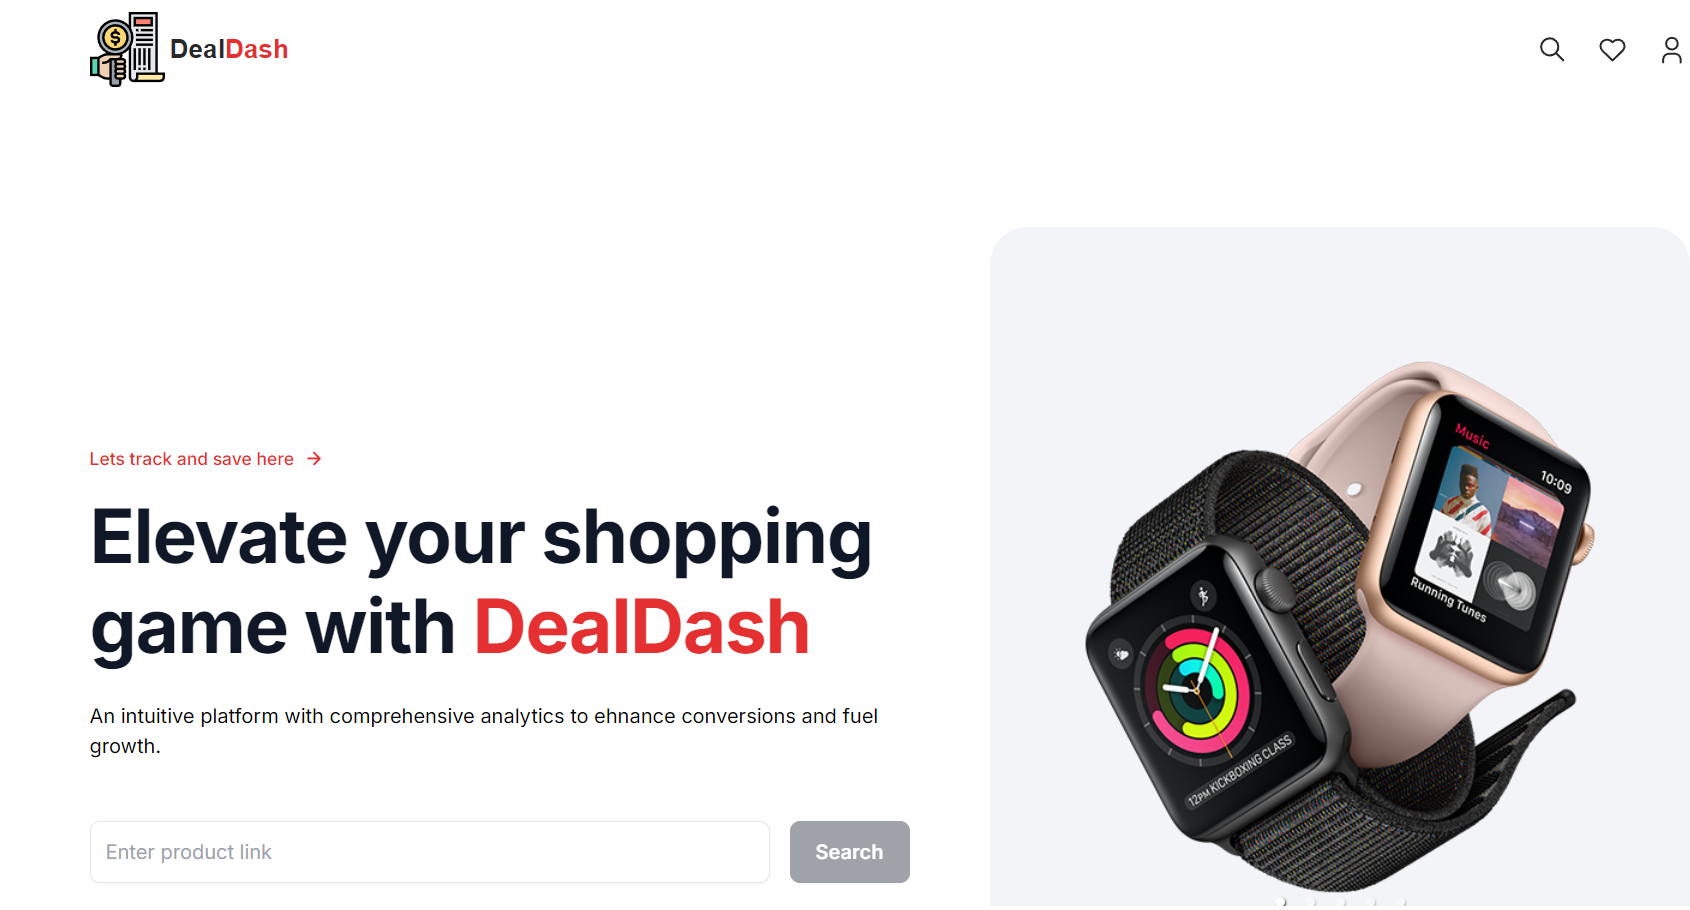 DealDash
Lets track and save here
Elevate your shopping
game with DealDash
An intuitive platform with comprehensive analytics to ehnance conversions and fuel
growth.
Enter product link
Search
Music
10:09
Running Tunes
12PM KICKBOXING CLASS